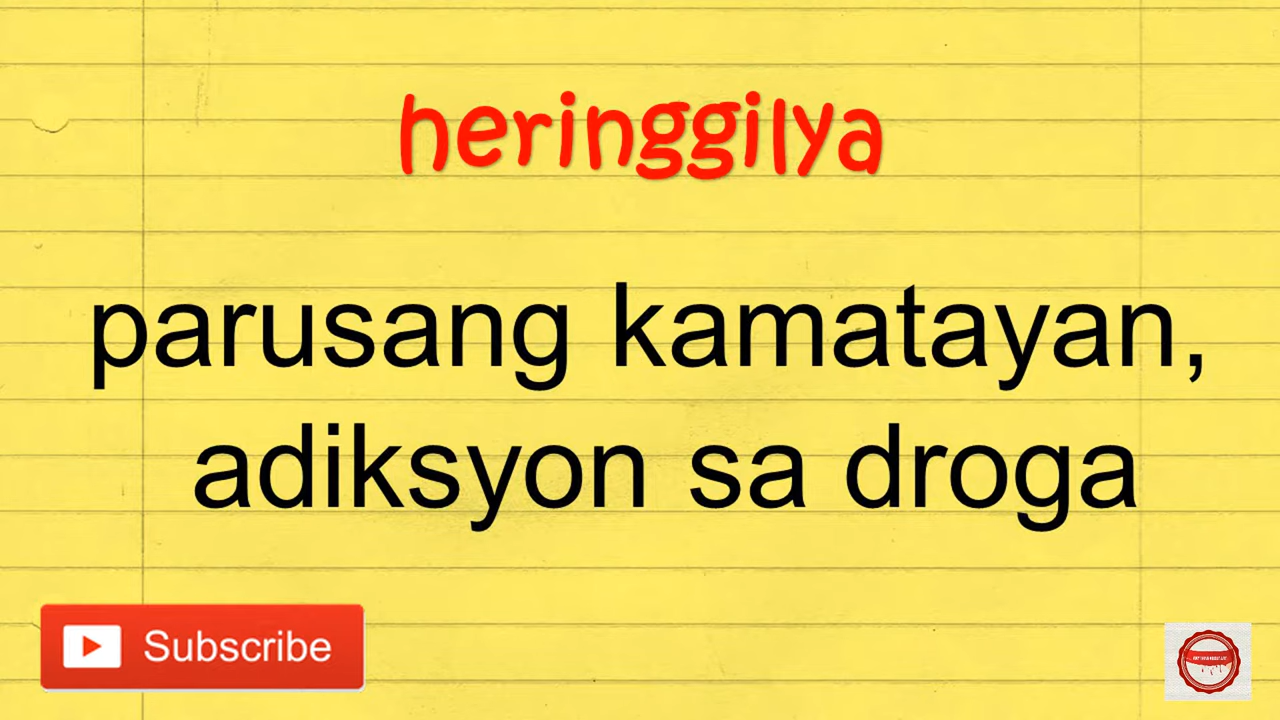 heringgilya
parusang kamatayan,
adiksyon sa droga
Subscribe